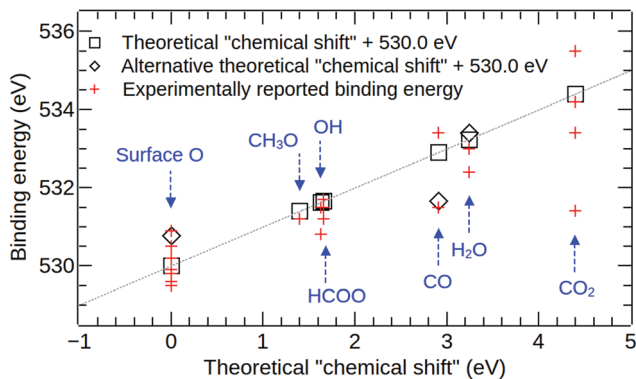 536
534
532
530
Binding energy (eV)
Theoretical "chemical shift" + 530.0 eV
Alternative theoretical "chemical shift" + 530.0 eV
Experimentally reported binding energy
Surface O
CH₃O
OH
HCOO
CO
H₂O
CO₂
−1 0 1 2 3 4 5
Theoretical "chemical shift" (eV)